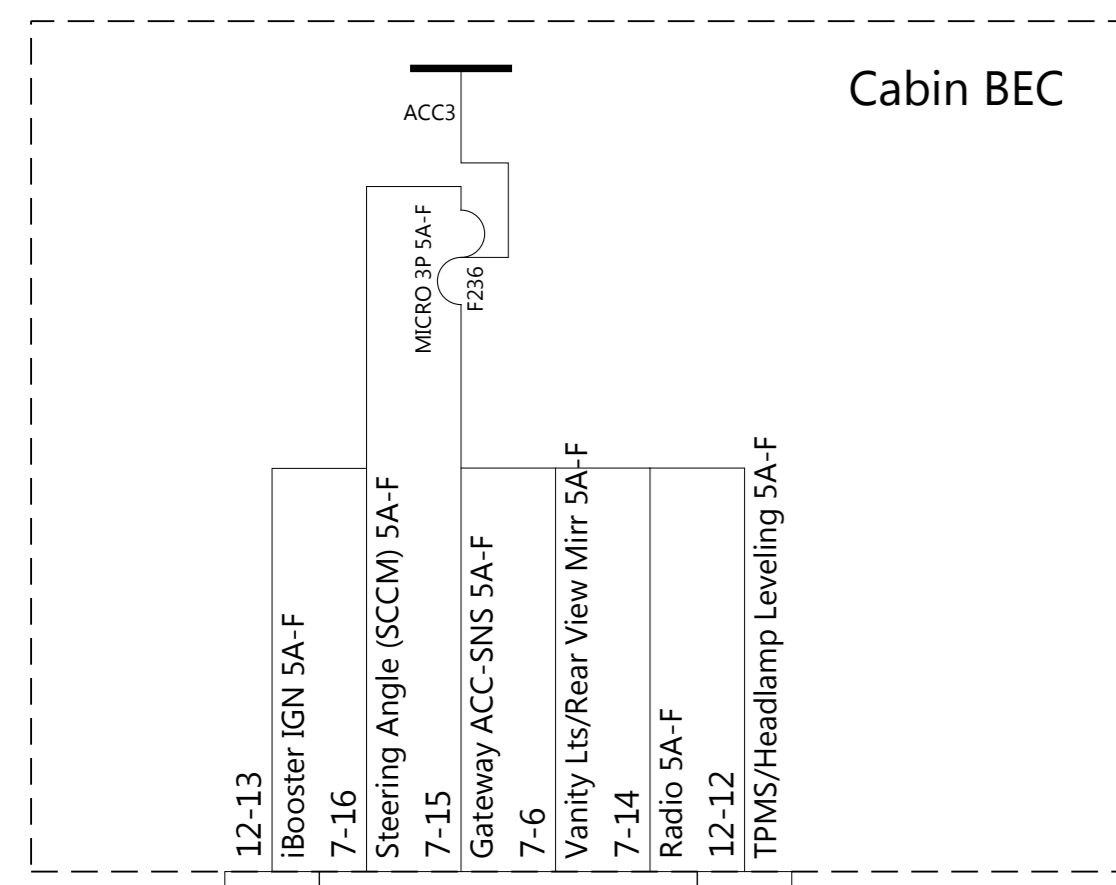 Cabin BEC
ACC3
MICRO 3P 5A-F
F236
12-13
iBooster IGN 5A-F
7-16
Steering Angle (SCCM) 5A-F
7-15
Gateway ACC-SNS 5A-F
7-6
Vanity Lts/Rear View Mirr 5A-F
7-14
Radio 5A-F
12-12
TPMS/Headlamp Leveling 5A-F